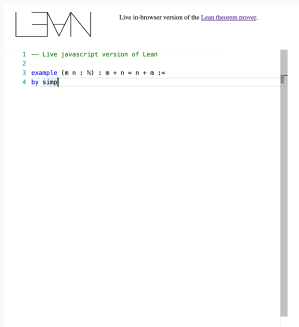 LEAN
Live in-browser version of the Lean theorem prover.
1 -- Live javascript version of Lean
2
3 example (m n : ℕ) : m + n = n + m :=
4 by simp